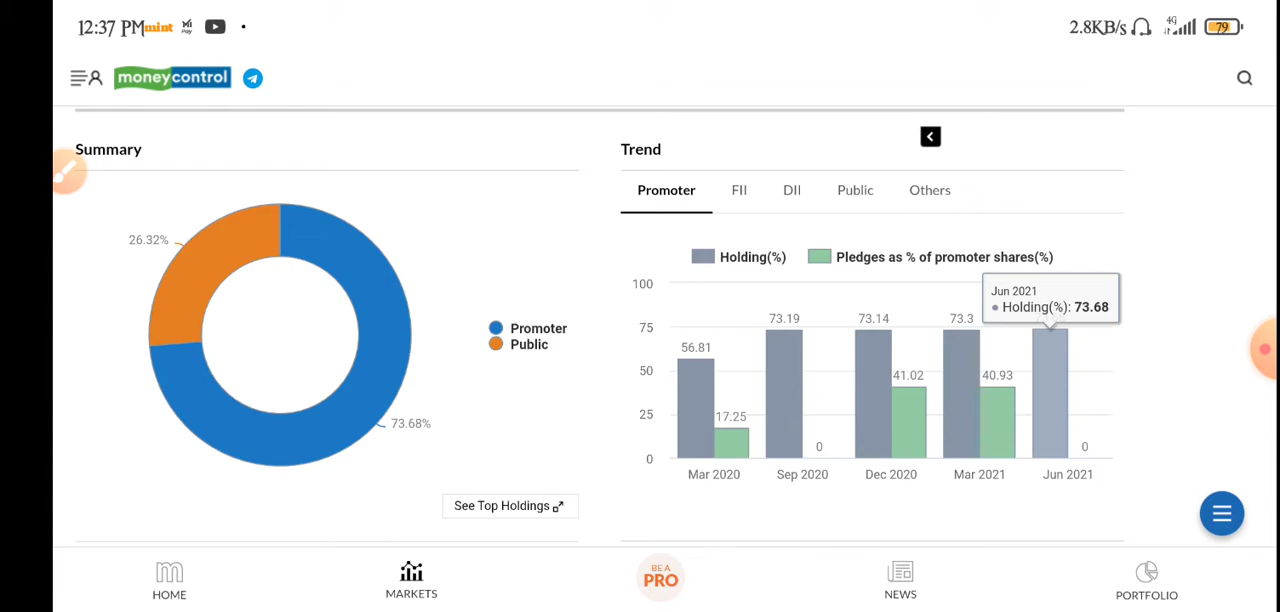 12:37 PM mint Pay 2.8KB/s 4G 79
moneycontrol
Summary
26.32%
73.68%
Promoter
Public
See Top Holdings
Trend
Promoter FII DII Public Others
Holding(%) Pledges as % of promoter shares(%)
Jun 2021
Holding(%): 73.68
100
75
50
25
0
56.81
17.25
73.19
0
73.14
41.02
73.3
40.93
0
Mar 2020 Sep 2020 Dec 2020 Mar 2021 Jun 2021
HOME
MARKETS
BE A
PRO
NEWS
PORTFOLIO